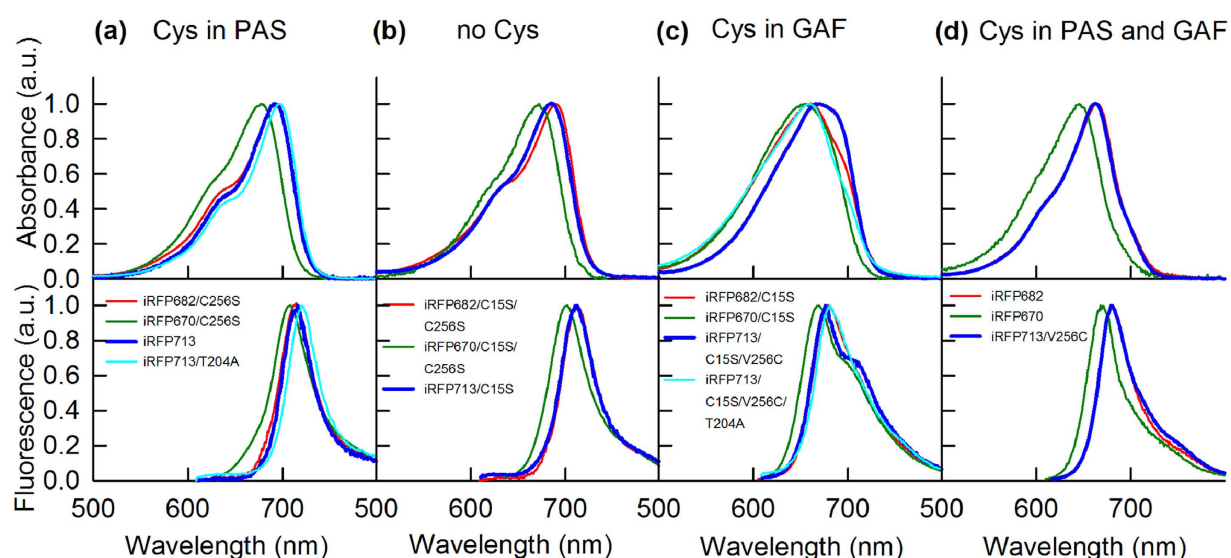 (a) Cys in PAS
(b) no Cys
(c) Cys in GAF
(d) Cys in PAS and GAF
Absorbance (a.u.)
1.0
0.8
0.6
0.4
0.2
0.0
Fluorescence (a.u.)
1.0
0.8
0.6
0.4
0.2
0.0
iRFP682/C256S
iRFP670/C256S
iRFP713
iRFP713/T204A
iRFP682/C15S/
C256S
iRFP670/C15S/
C256S
iRFP713/C15S
iRFP682/C15S
iRFP670/C15S
iRFP713/
C15S/V256C
iRFP713/
C15S/V256C/
T204A
iRFP682
iRFP670
iRFP713/V256C
500 600 700 500 600 700 500 600 700 500 600 700
Wavelength (nm) Wavelength (nm) Wavelength (nm) Wavelength (nm)